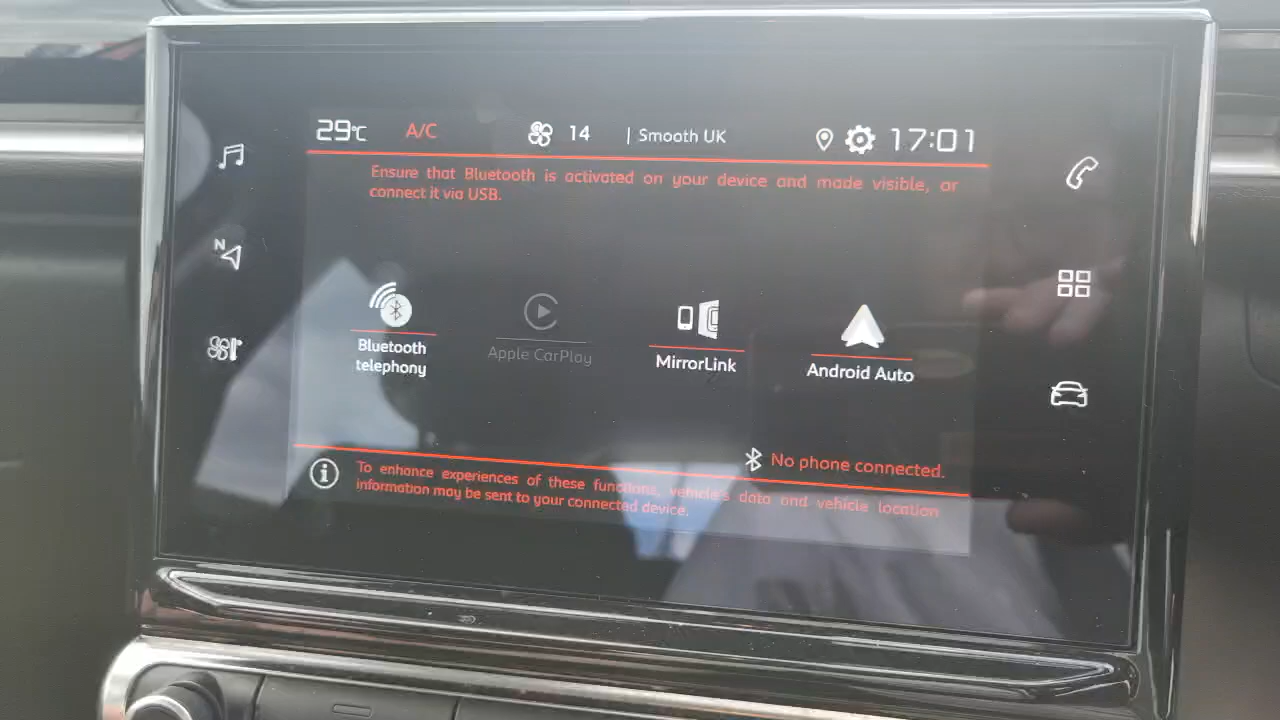 29°C A/C 14 | Smooth UK 17:01
Ensure that Bluetooth is activated on your device and made visible, or
connect it via USB.
N
Bluetooth
telephony
Apple CarPlay
MirrorLink
Android Auto
No phone connected.
To enhance experiences of these functions, vehicle's data and vehicle location
information may be sent to your connected device.